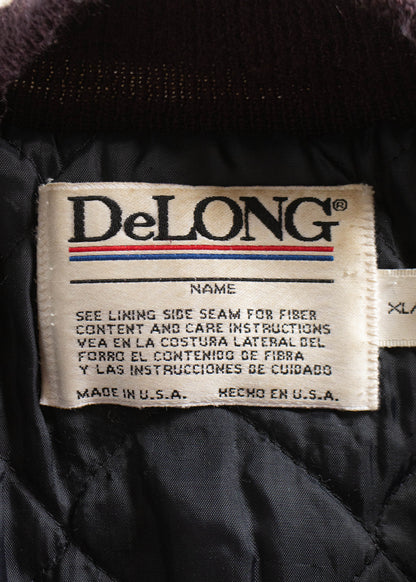 DeLONG®
NAME
SEE LINING SIDE SEAM FOR FIBER
CONTENT AND CARE INSTRUCTIONS
VEA EN LA COSTURA LATERAL DEL
FORRO EL CONTENIDO DE FIBRA
Y LAS INSTRUCCIONES DE CUIDADO
MADE IN U.S.A. HECHO EN U.S.A.